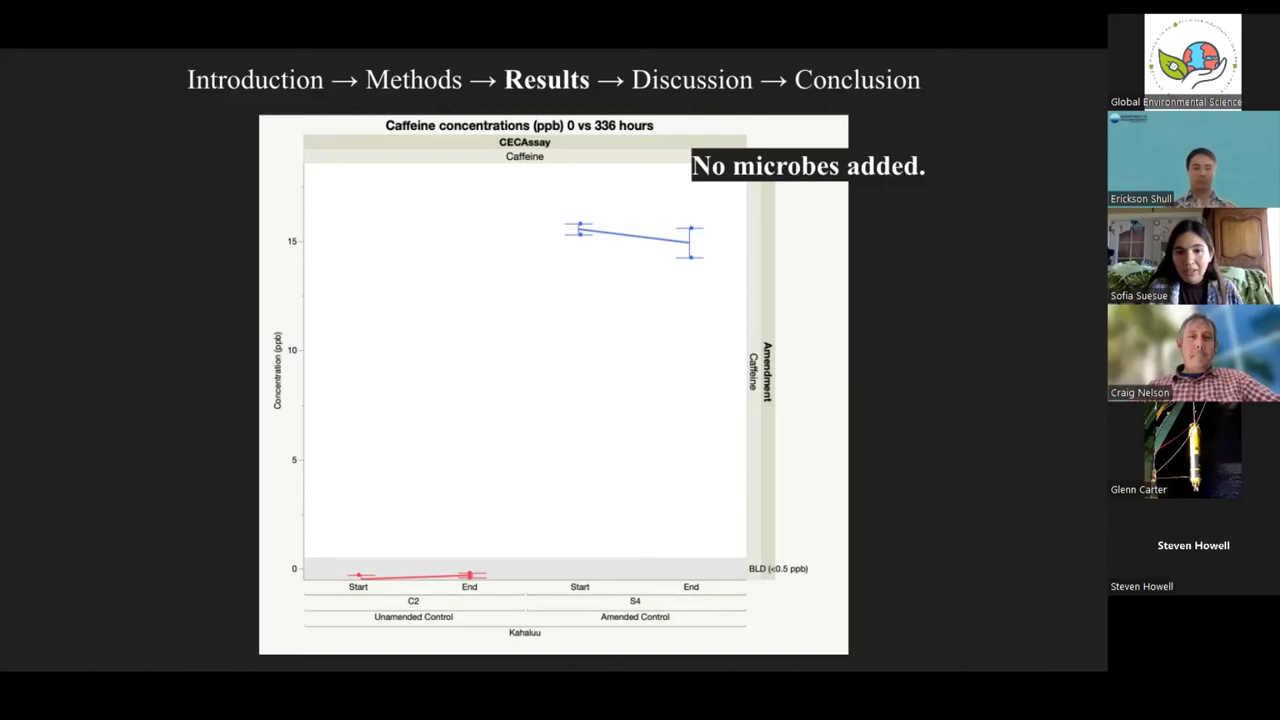 Introduction → Methods → Results → Discussion → Conclusion
Caffeine concentrations (ppb) 0 vs 336 hours
CECAssay
Caffeine
No microbes added.
Concentration (ppb)
15
10
5
0
Amendment
Caffeine
BLD (<0.5 ppb)
Start
End
Start
End
C2
S4
Unamended Control
Amended Control
Kahaluu
Global Environmental Science
Erickson Shull
Sofia Suesue
Craig Nelson
Glenn Carter
Steven Howell
Steven Howell